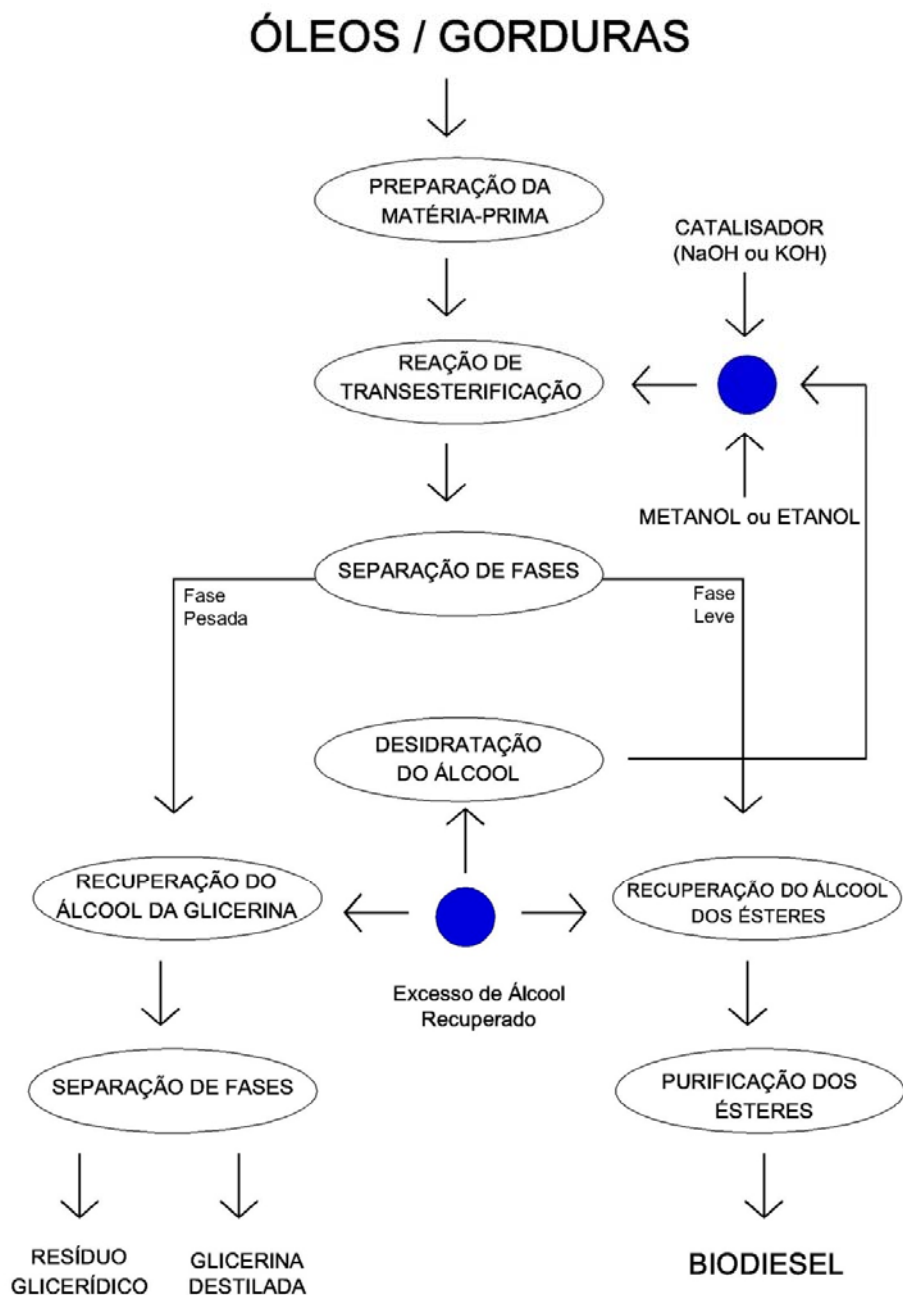 ÓLEOS / GORDURAS
PREPARAÇÃO DA
MATÉRIA-PRIMA
CATALISADOR
(NaOH ou KOH)
REAÇÃO DE
TRANSESTERIFICAÇÃO
METANOL ou ETANOL
SEPARAÇÃO DE FASES
Fase
Pesada
Fase
Leve
DESIDRATAÇÃO
DO ÁLCOOL
RECUPERAÇÃO DO
ÁLCOOL DA GLICERINA
RECUPERAÇÃO DO ÁLCOOL
DOS ÉSTERES
Excesso de Álcool
Recuperado
SEPARAÇÃO DE FASES
PURIFICAÇÃO DOS
ÉSTERES
RESÍDUO
GLICERÍDICO
GLICERINA
DESTILADA
BIODIESEL